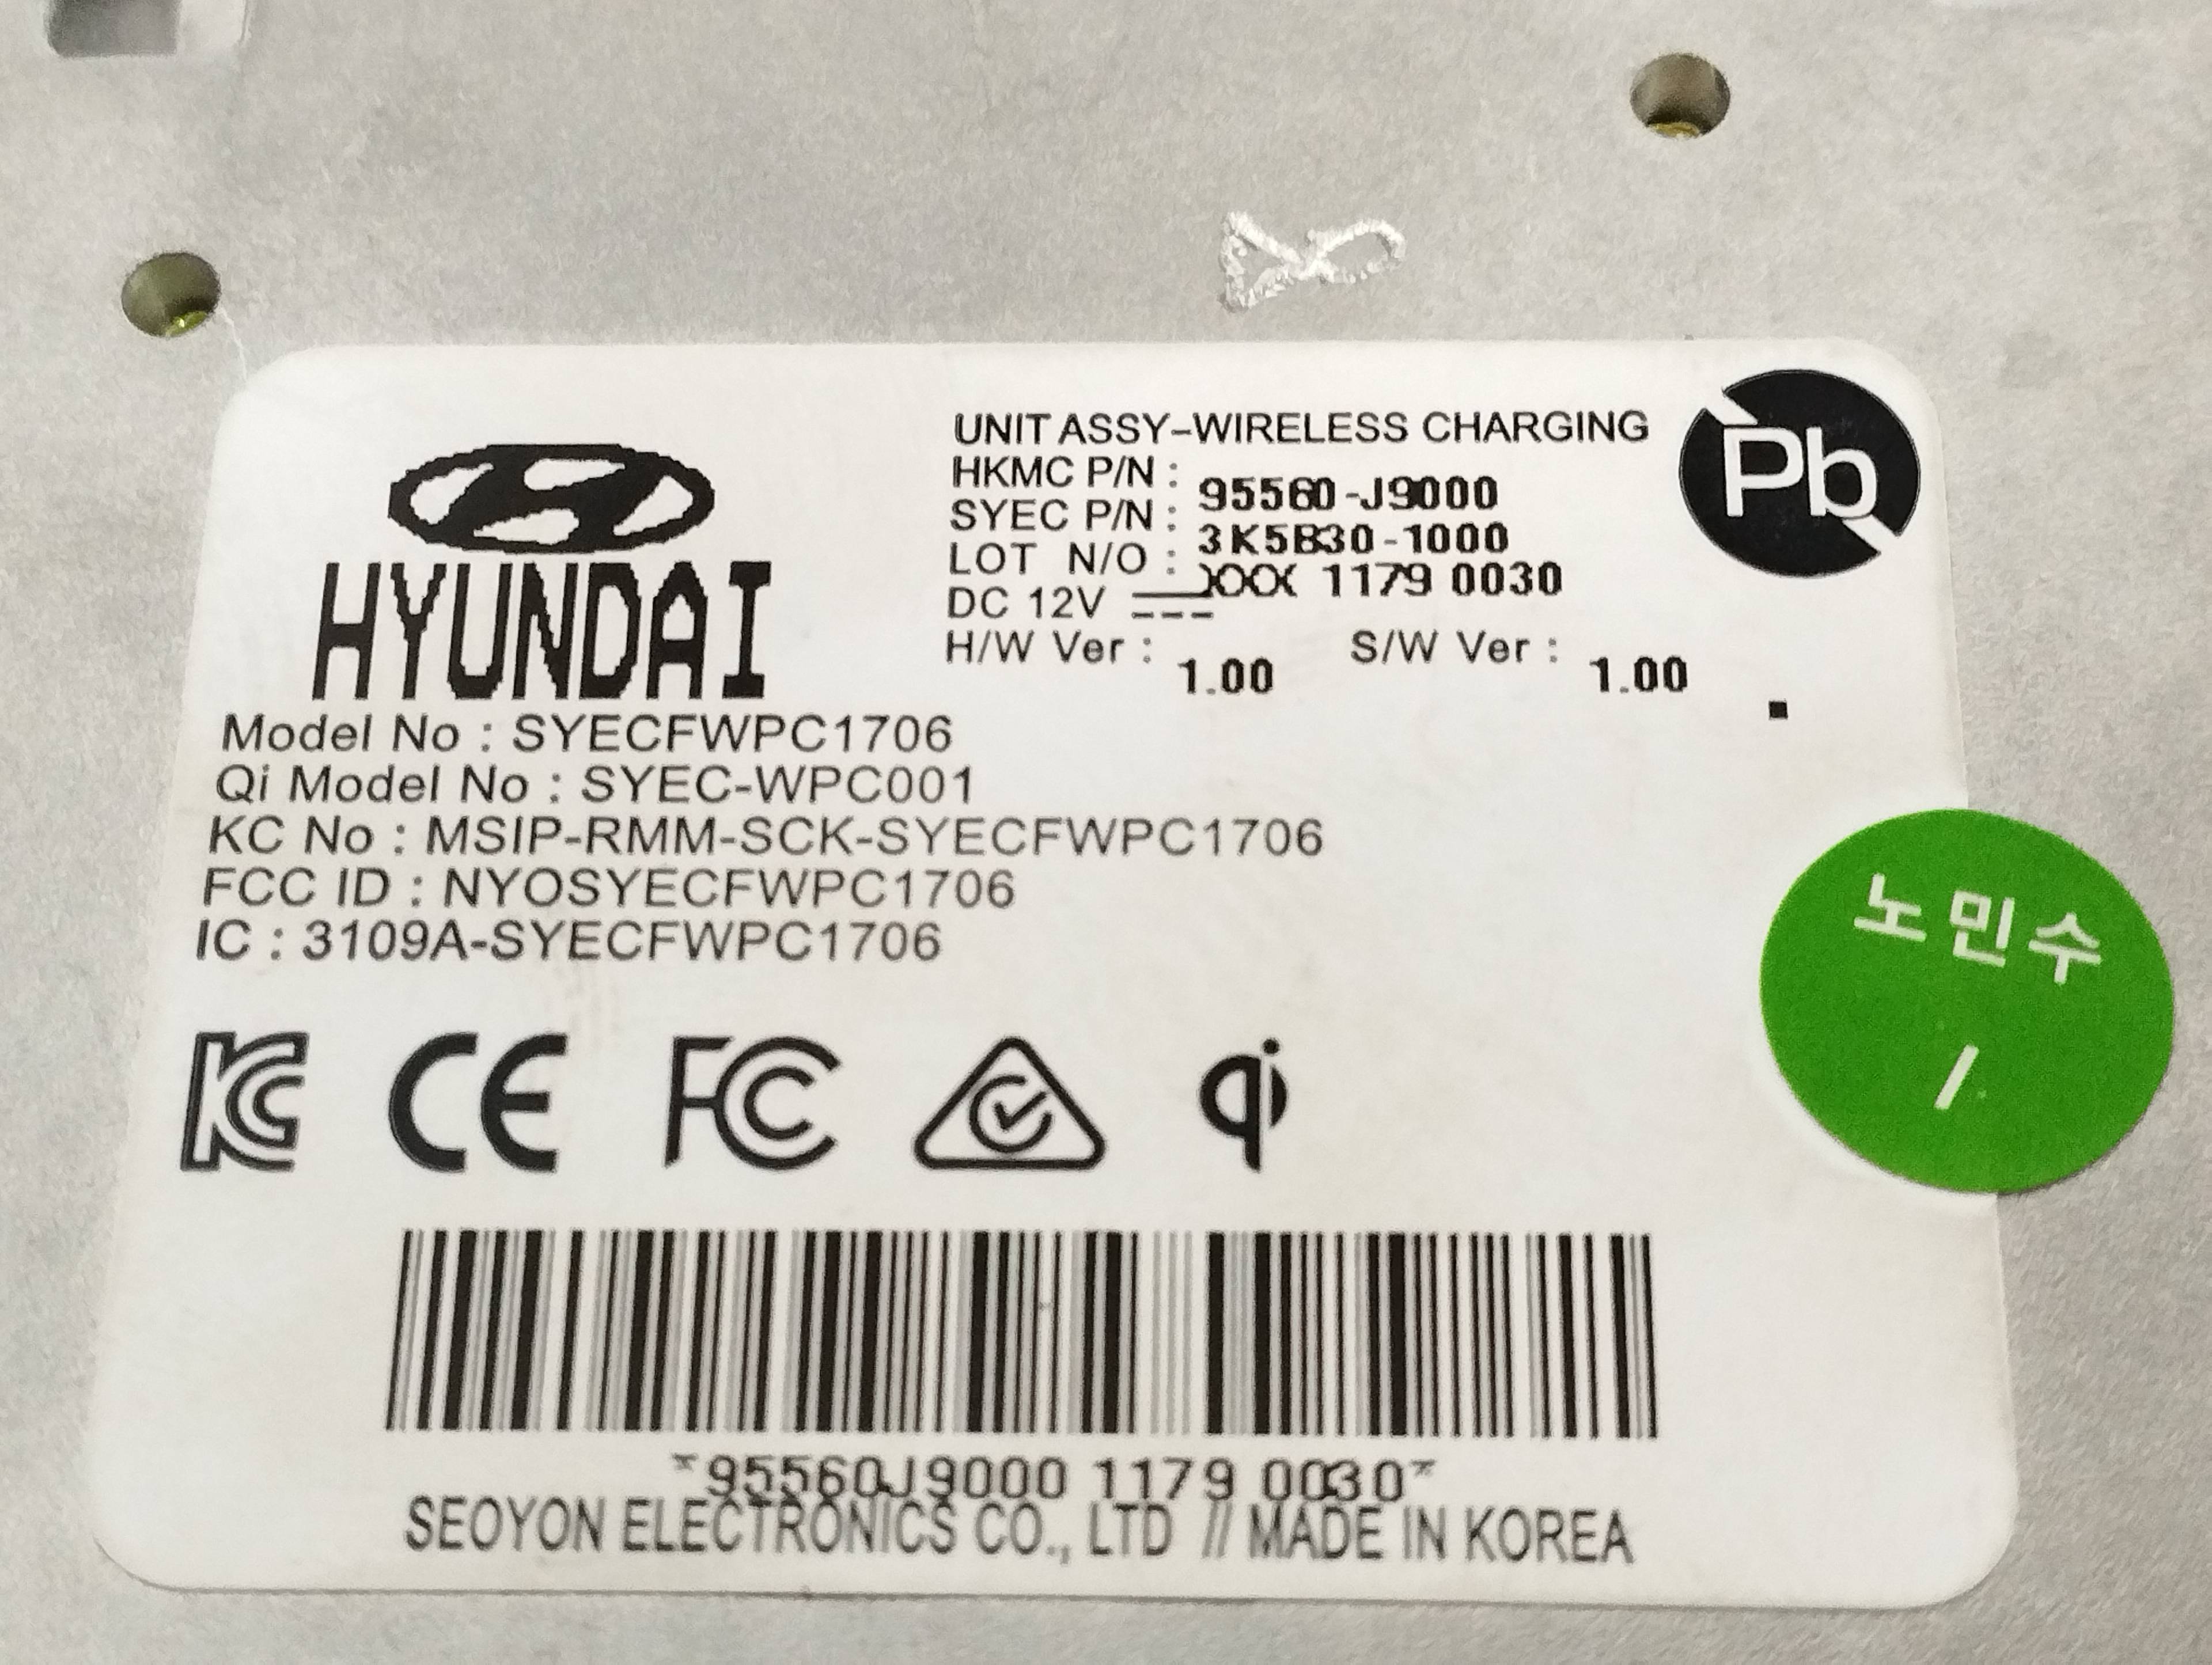 HYUNDAI
UNIT ASSY-WIRELESS CHARGING
HKMC P/N : 95560-J9000
SYEC P/N : 3K5B30-1000
LOT N/O : XXX 1179 0030
DC 12V
H/W Ver : 1.00 S/W Ver : 1.00
Pb
Model No : SYECFWPC1706
Qi Model No : SYEC-WPC001
KC No : MSIP-RMM-SCK-SYECFWPC1706
FCC ID : NYOSYECFWPC1706
IC : 3109A-SYECFWPC1706
노민수
/
KC CE FC qi
*95560J9000 1179 0030*
SEOYON ELECTRONICS CO., LTD // MADE IN KOREA